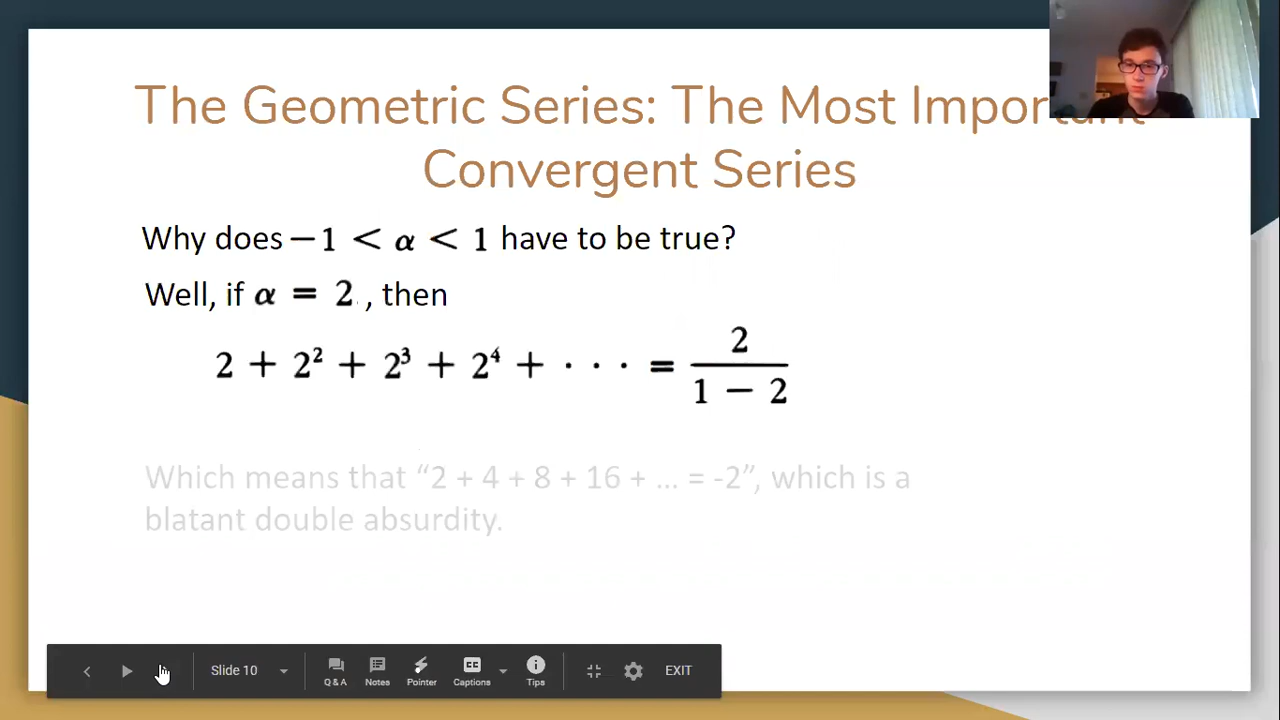 The Geometric Series: The Most Important
Convergent Series
Why does −1 < α < 1 have to be true?
Well, if α = 2 , then
2 + 2² + 2³ + 2⁴ + · · · = 2 / (1 − 2)
Which means that “2 + 4 + 8 + 16 + ... = -2”, which is a
blatant double absurdity.
Slide 10
Q & A
Notes
Pointer
CC
Captions
Tips
EXIT